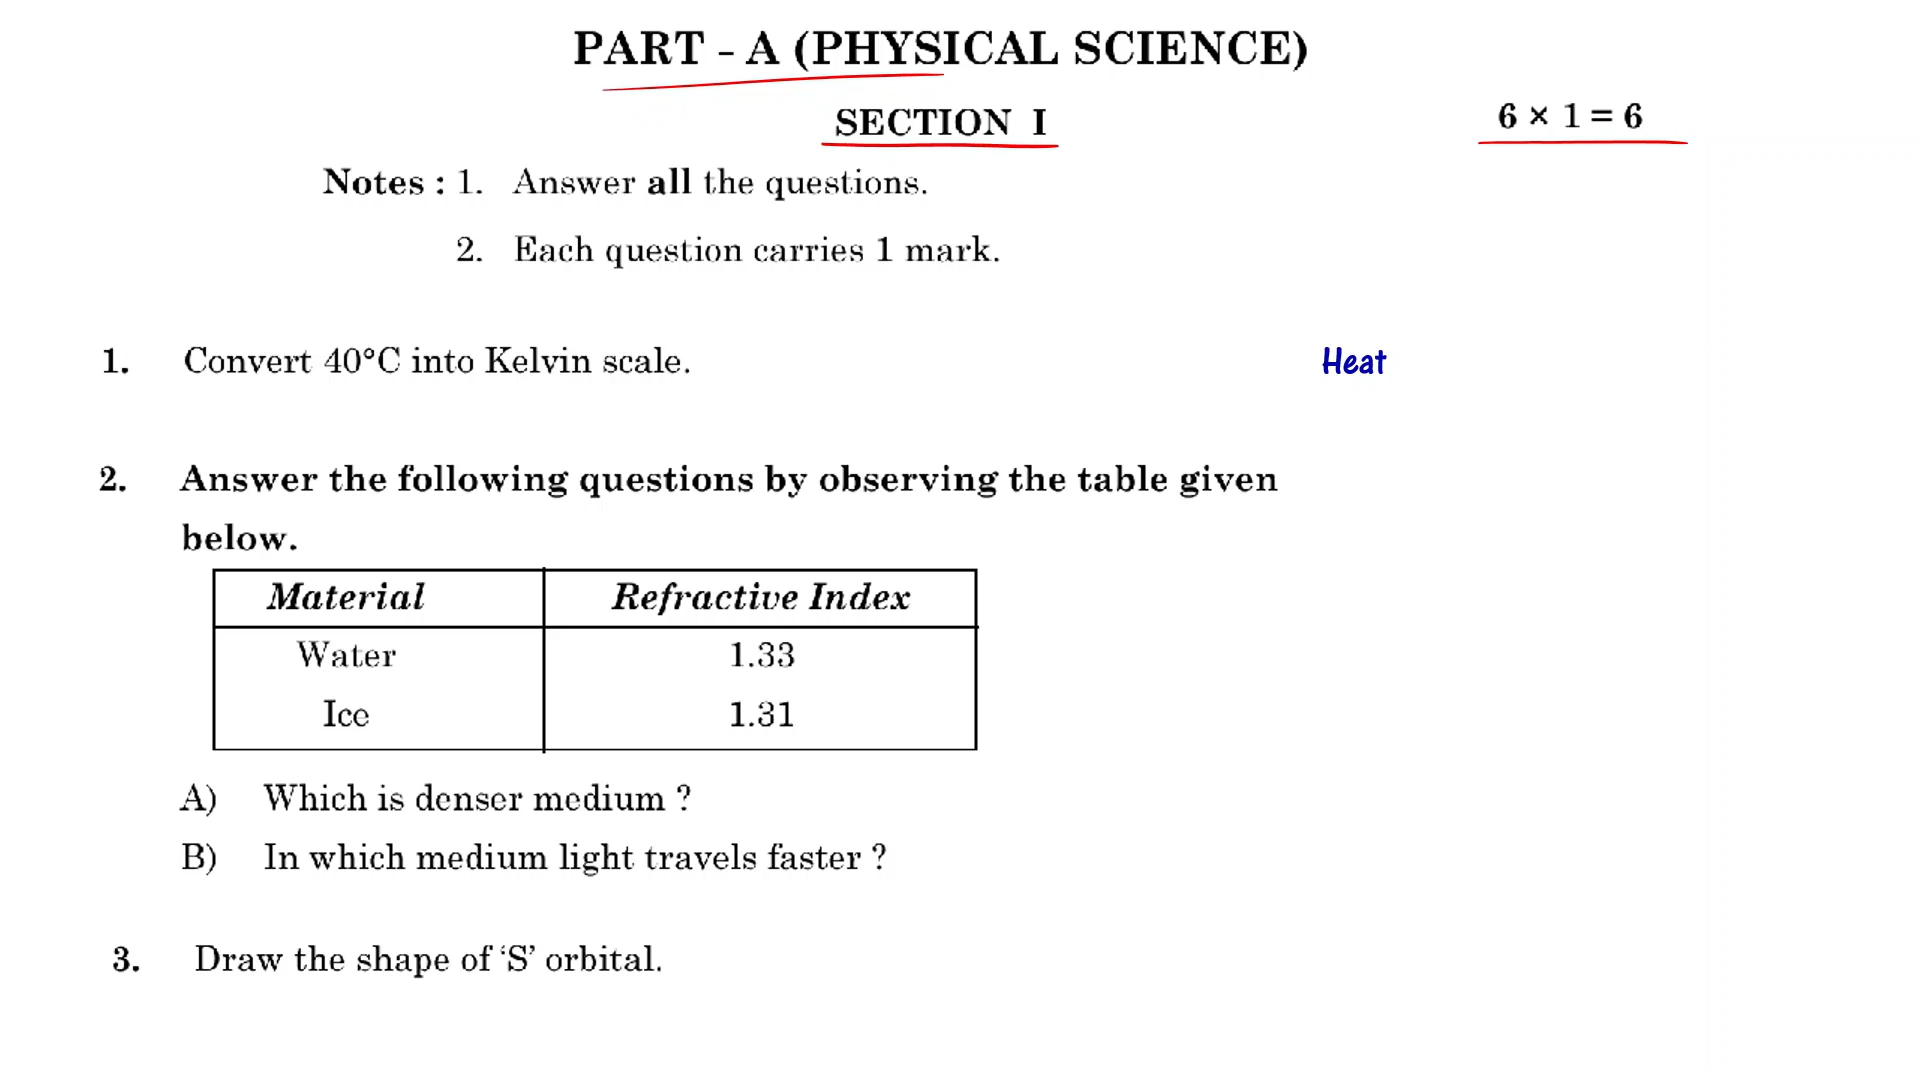 PART - A (PHYSICAL SCIENCE)
SECTION I
6 × 1 = 6
Notes : 1. Answer all the questions.
2. Each question carries 1 mark.
1. Convert 40°C into Kelvin scale.
Heat
2. Answer the following questions by observing the table given
below.
Material Refractive Index
Water 1.33
Ice 1.31
A) Which is denser medium ?
B) In which medium light travels faster ?
3. Draw the shape of ‘S’ orbital.